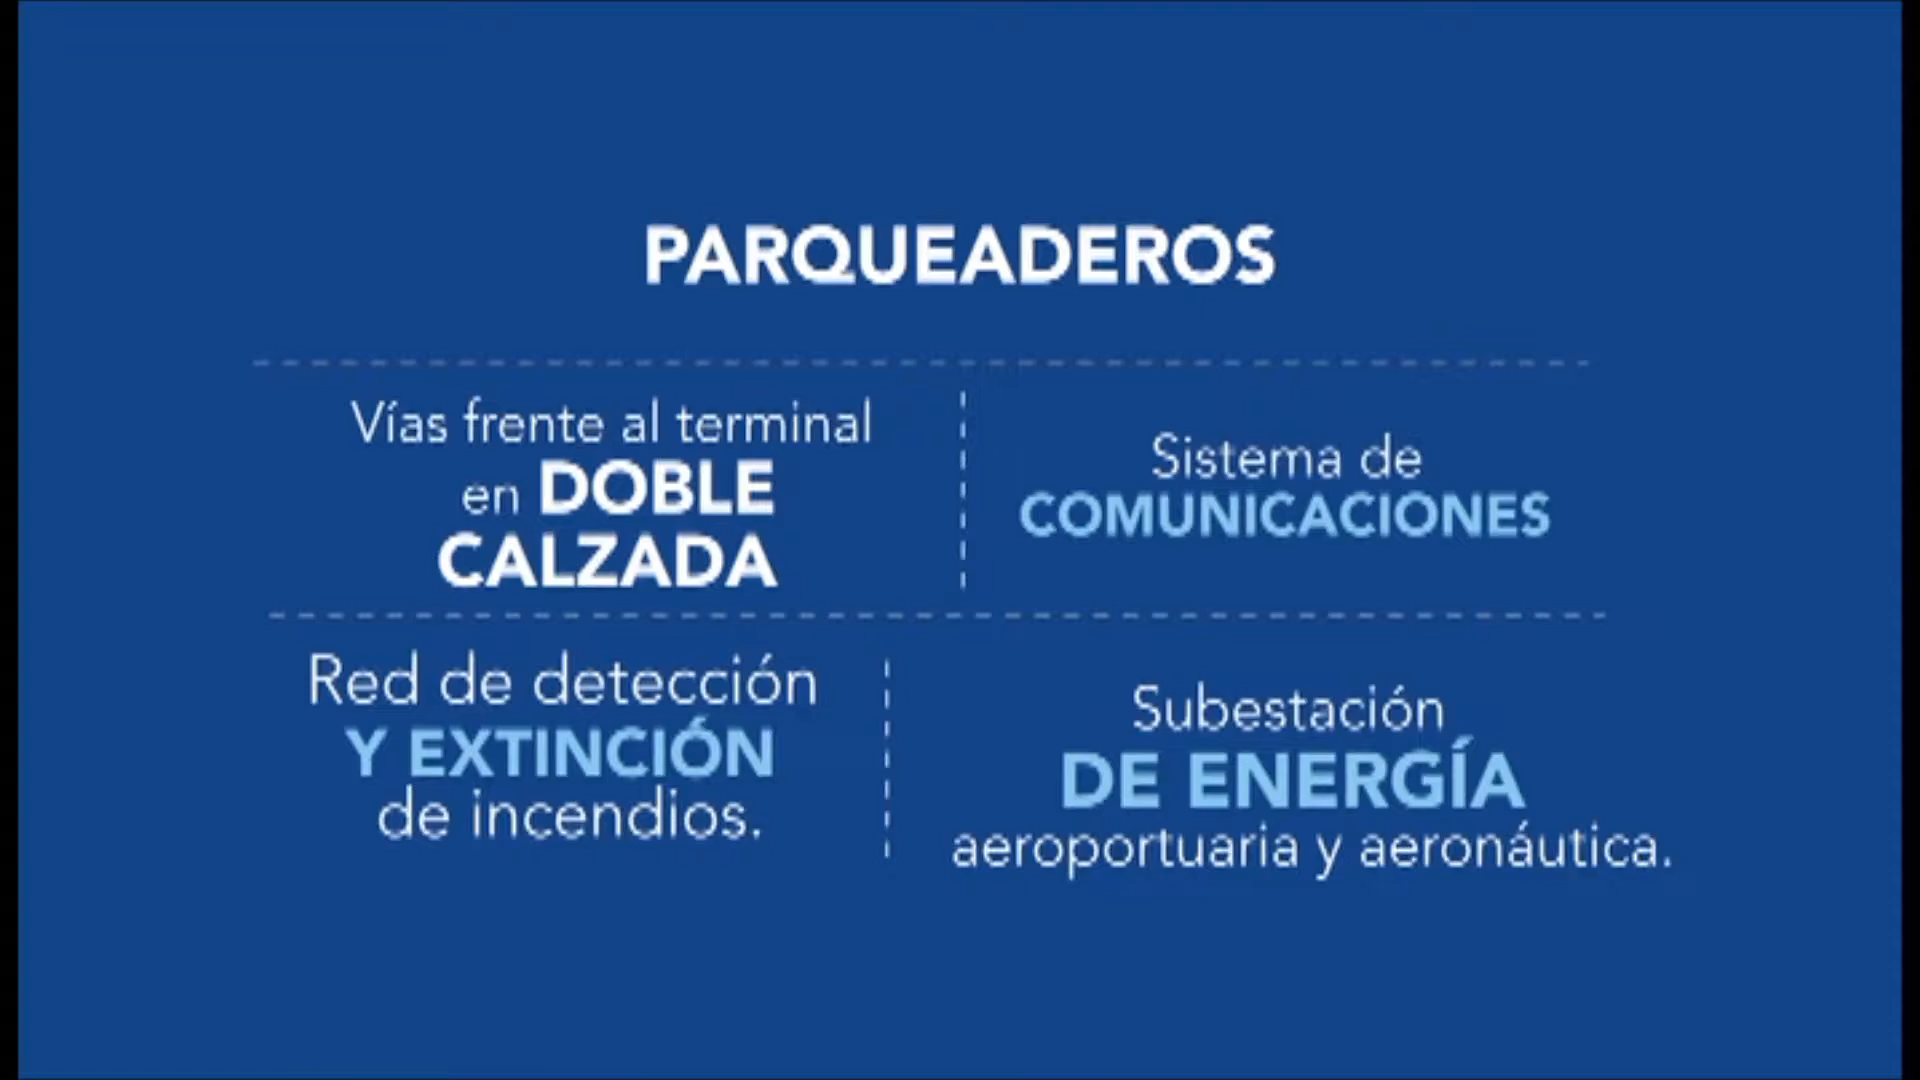 PARQUEADEROS
Vías frente al terminal
en DOBLE
CALZADA
Sistema de
COMUNICACIONES
Red de detección
Y EXTINCIÓN
de incendios.
Subestación
DE ENERGÍA
aeroportuaria y aeronáutica.